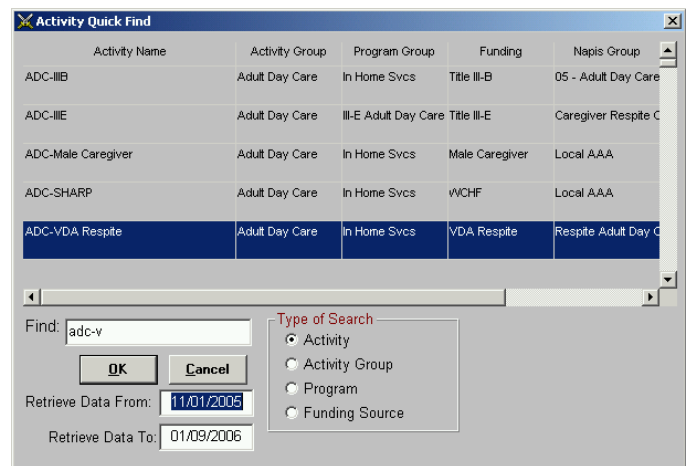 Activity Quick Find
Activity Name Activity Group Program Group Funding Napis Group
ADC-IIIB Adult Day Care In Home Svcs Title III-B 05 - Adult Day Care
ADC-IIIE Adult Day Care III-E Adult Day Care Title III-E Caregiver Respite C
ADC-Male Caregiver Adult Day Care In Home Svcs Male Caregiver Local AAA
ADC-SHARP Adult Day Care In Home Svcs WCHF Local AAA
ADC-VDA Respite Adult Day Care In Home Svcs VDA Respite Respite Adult Day C
Find: adc-v
OK Cancel
Retrieve Data From: 11/01/2005
Retrieve Data To: 01/09/2006
Type of Search
Activity
Activity Group
Program
Funding Source